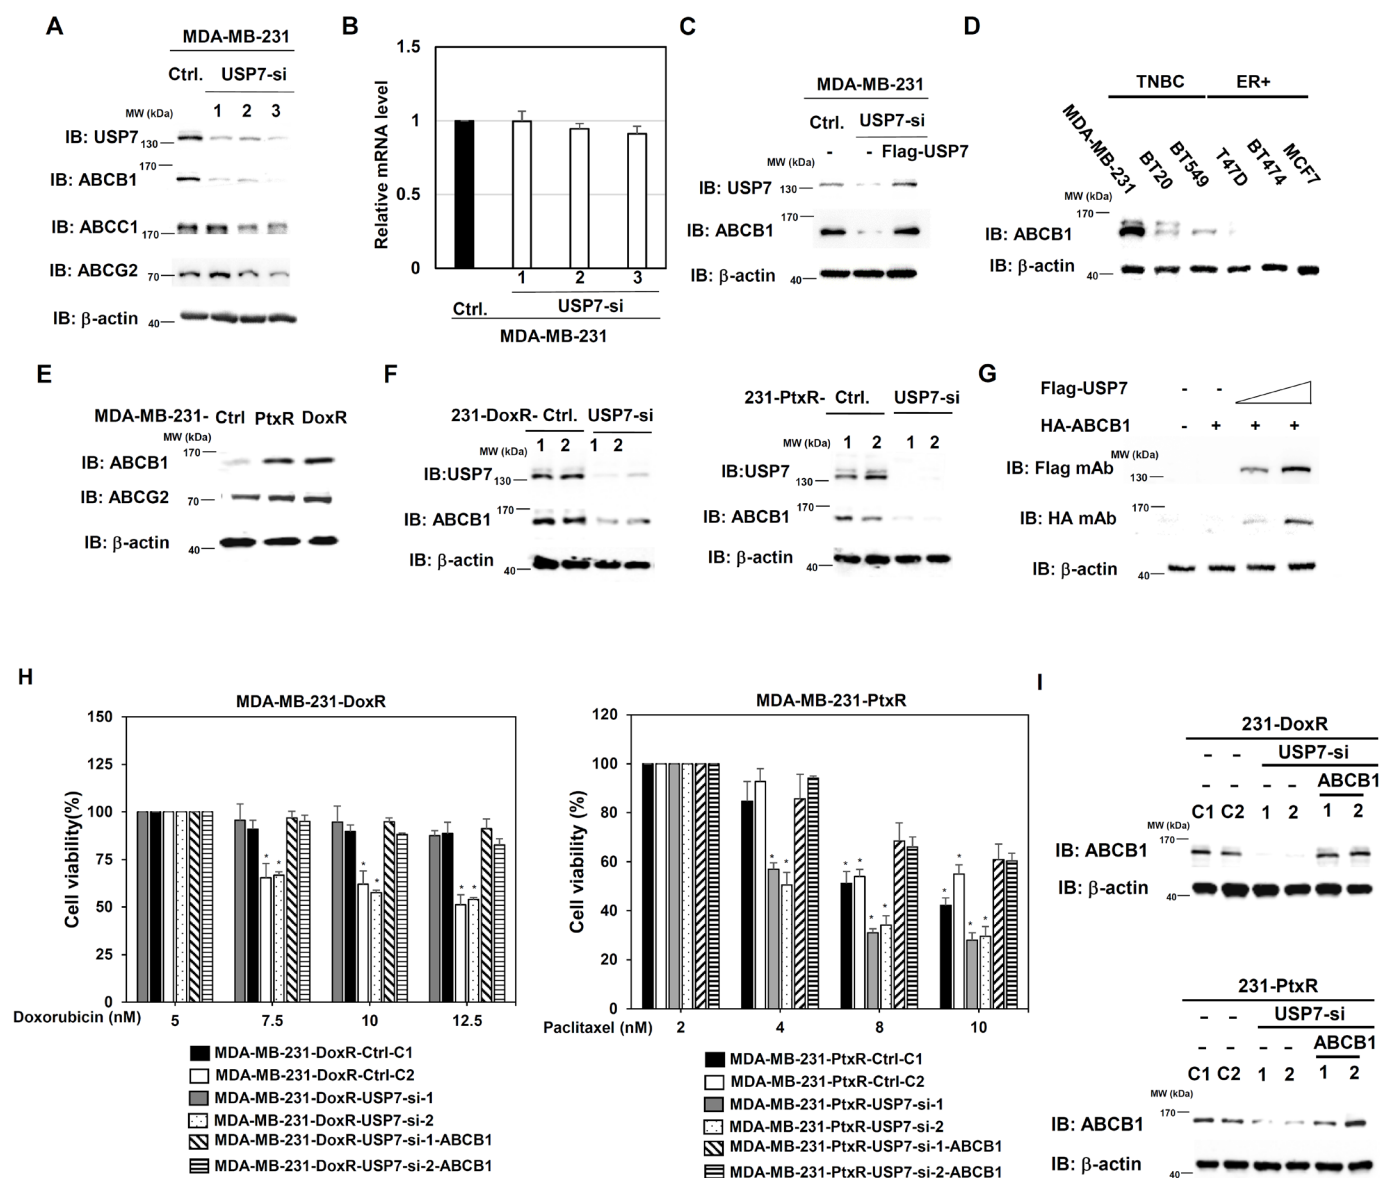 A
MDA-MB-231
Ctrl. USP7-si
MW (kDa) 1 2 3
IB: USP7 130
170
IB: ABCB1
IB: ABCC1 170
IB: ABCG2 70
IB: β-actin 40
B
Relative mRNA level
1.5
1
0.5
0
1 2 3
Ctrl. USP7-si
MDA-MB-231
C
MDA-MB-231
Ctrl. USP7-si
- - Flag-USP7
MW (kDa)
IB: USP7 130
170
IB: ABCB1
IB: β-actin 40
D
TNBC ER+
MDA-MB-231 BT20 BT549 T47D BT474 MCF7
MW (kDa)
170
IB: ABCB1
IB: β-actin 40
E
MDA-MB-231- Ctrl PtxR DoxR
MW (kDa)
170
IB: ABCB1
IB: ABCG2 70
IB: β-actin 40
F
231-DoxR- Ctrl. USP7-si
MW (kDa) 1 2 1 2
IB:USP7 130
170
IB: ABCB1
IB: β-actin 40
231-PtxR- Ctrl. USP7-si
MW (kDa) 1 2 1 2
IB:USP7 130
170
IB: ABCB1
IB: β-actin 40
G
Flag-USP7 - -
HA-ABCB1 - + + +
MW (kDa)
IB: Flag mAb 130
170
IB: HA mAb
IB: β-actin 40
H
MDA-MB-231-DoxR
Cell viability(%)
150
125
100
75
50
25
0
* * * * * *
Doxorubicin (nM) 5 7.5 10 12.5
MDA-MB-231-DoxR-Ctrl-C1
MDA-MB-231-DoxR-Ctrl-C2
MDA-MB-231-DoxR-USP7-si-1
MDA-MB-231-DoxR-USP7-si-2
MDA-MB-231-DoxR-USP7-si-1-ABCB1
MDA-MB-231-DoxR-USP7-si-2-ABCB1
MDA-MB-231-PtxR
Cell viability (%)
120
100
80
60
40
20
0
* * * * * * * * * *
Paclitaxel (nM) 2 4 8 10
MDA-MB-231-PtxR-Ctrl-C1
MDA-MB-231-PtxR-Ctrl-C2
MDA-MB-231-PtxR-USP7-si-1
MDA-MB-231-PtxR-USP7-si-2
MDA-MB-231-PtxR-USP7-si-1-ABCB1
MDA-MB-231-PtxR-USP7-si-2-ABCB1
I
231-DoxR
- - USP7-si
- - ABCB1
C1 C2 1 2 1 2
MW (kDa)
170
IB: ABCB1
IB: β-actin 40
231-PtxR
- - USP7-si
- - ABCB1
C1 C2 1 2 1 2
MW (kDa)
170
IB: ABCB1
IB: β-actin 40